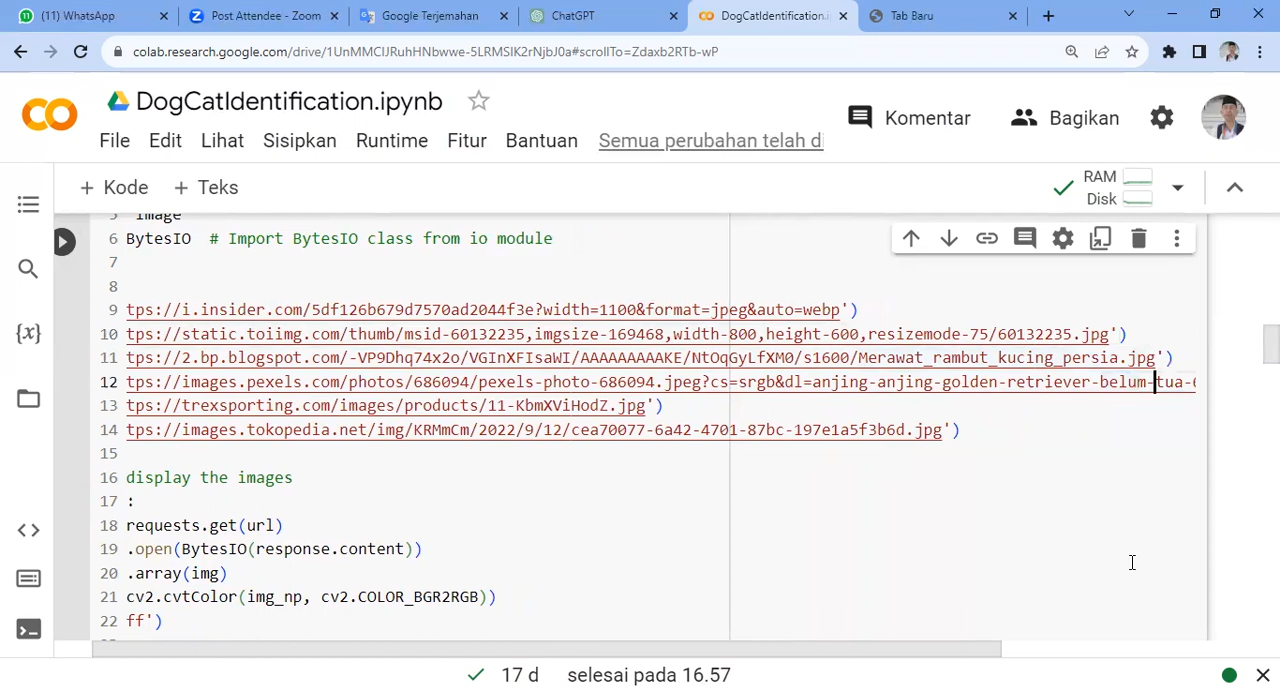 (11) WhatsApp
Post Attendee - Zoom
Google Terjemahan
ChatGPT
DogCatIdentification.i
Tab Baru
colab.research.google.com/drive/1UnMMClJRuhHNbwwe-5LRMSlK2rNjbJ0a#scrollTo=Zdaxb2RTb-wP
DogCatIdentification.ipynb
Komentar
Bagikan
File Edit Lihat Sisipkan Runtime Fitur Bantuan Semua perubahan telah di
+ Kode + Teks
RAM
Disk
5 image
6 BytesIO # Import BytesIO class from io module
7
8
9 tps://i.insider.com/5df126b679d7570ad2044f3e?width=1100&format=jpeg&auto=webp')
10 tps://static.toiimg.com/thumb/msid-60132235,imgsize-169468,width-800,height-600,resizemode-75/60132235.jpg')
11 tps://2.bp.blogspot.com/-VP9Dhq74x2o/VGInXFIsaWI/AAAAAAAAAKE/NtOqGyLfXM0/s1600/Merawat_rambut_kucing_persia.jpg')
12 tps://images.pexels.com/photos/686094/pexels-photo-686094.jpeg?cs=srgb&dl=anjing-anjing-golden-retriever-belum-tua-6
13 tps://trexsporting.com/images/products/11-KbmXViHodZ.jpg')
14 tps://images.tokopedia.net/img/KRMmCm/2022/9/12/cea70077-6a42-4701-87bc-197e1a5f3b6d.jpg')
15
16 display the images
17 :
18 requests.get(url)
19 .open(BytesIO(response.content))
20 .array(img)
21 cv2.cvtColor(img_np, cv2.COLOR_BGR2RGB))
22 ff')
17 d selesai pada 16.57